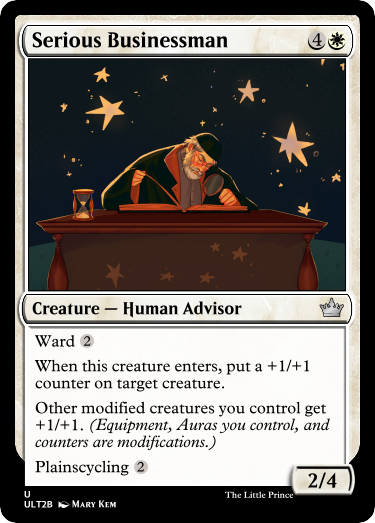 Serious Businessman 4
Creature — Human Advisor
Ward 2
When this creature enters, put a +1/+1
counter on target creature.
Other modified creatures you control get
+1/+1. (Equipment, Auras you control, and
counters are modifications.)
Plainscycling 2
2/4
U
ULT2B Mary Kem
The Little Prince